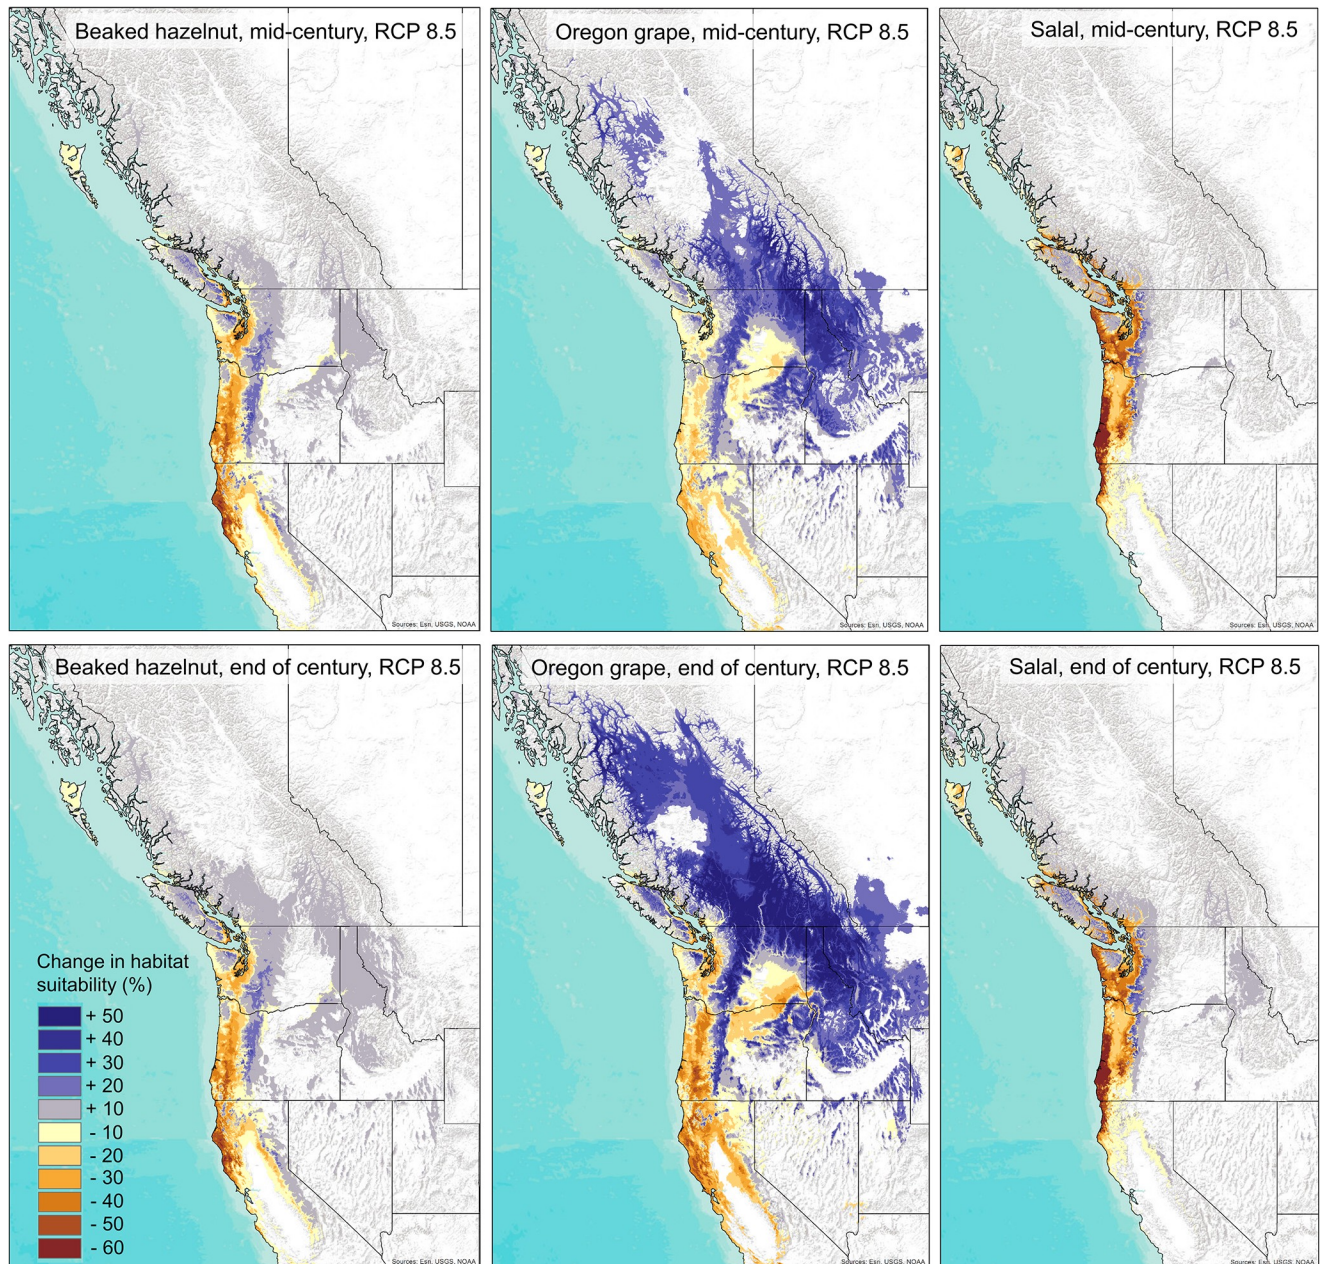 Beaked hazelnut, mid-century, RCP 8.5
Oregon grape, mid-century, RCP 8.5
Salal, mid-century, RCP 8.5
Sources: Esri, USGS, NOAA
Sources: Esri, USGS, NOAA
Sources: Esri, USGS, NOAA
Beaked hazelnut, end of century, RCP 8.5
Oregon grape, end of century, RCP 8.5
Salal, end of century, RCP 8.5
Change in habitat
suitability (%)
+ 50
+ 40
+ 30
+ 20
+ 10
- 10
- 20
- 30
- 40
- 50
- 60
Sources: Esri, USGS, NOAA
Sources: Esri, USGS, NOAA
Sources: Esri, USGS, NOAA